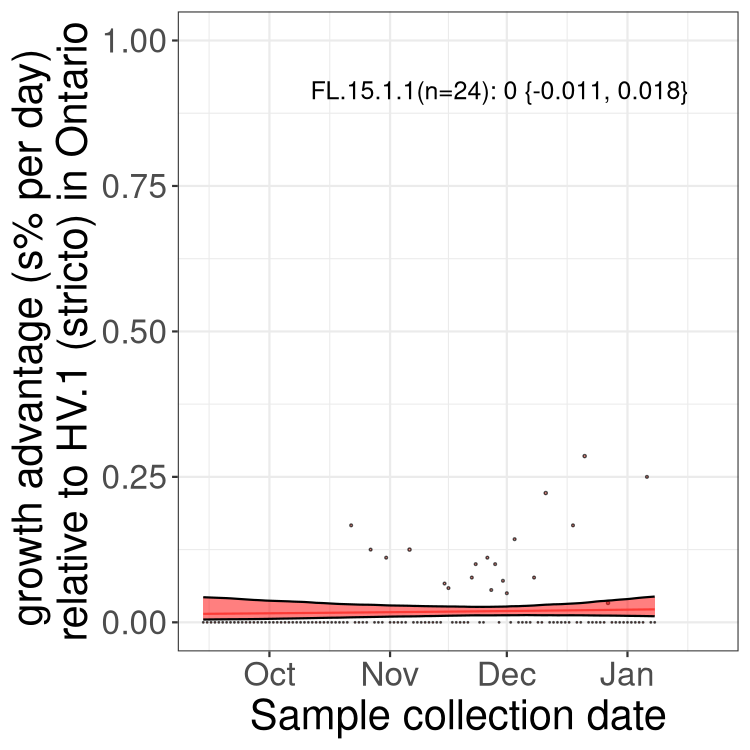 FL.15.1.1(n=24): 0 {-0.011, 0.018}
growth advantage (s% per day)
relative to HV.1 (stricto) in Ontario
1.00
0.75
0.50
0.25
0.00
Oct Nov Dec Jan
Sample collection date